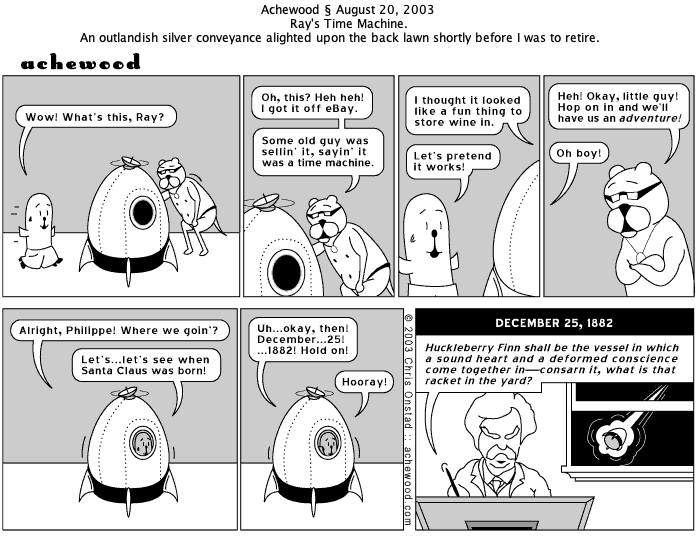 Achewood § August 20, 2003
Ray's Time Machine.
An outlandish silver conveyance alighted upon the back lawn shortly before I was to retire.
achewood
Wow! What's this, Ray?
Oh, this? Heh heh!
I got it off eBay.
Some old guy was
sellin' it, sayin' it
was a time machine.
I thought it looked
like a fun thing to
store wine in.
Let's pretend
it works!
Heh! Okay, little guy!
Hop on in and we'll
have us an adventure!
Oh boy!
Alright, Philippe! Where we goin'?
Let's...let's see when
Santa Claus was born!
Uh...okay, then!
December...25!
...1882! Hold on!
Hooray!
© 2003 Chris Onstad :: achewood.com
DECEMBER 25, 1882
Huckleberry Finn shall be the vessel in which
a sound heart and a deformed conscience
come together in—consarn it, what is that
racket in the yard?